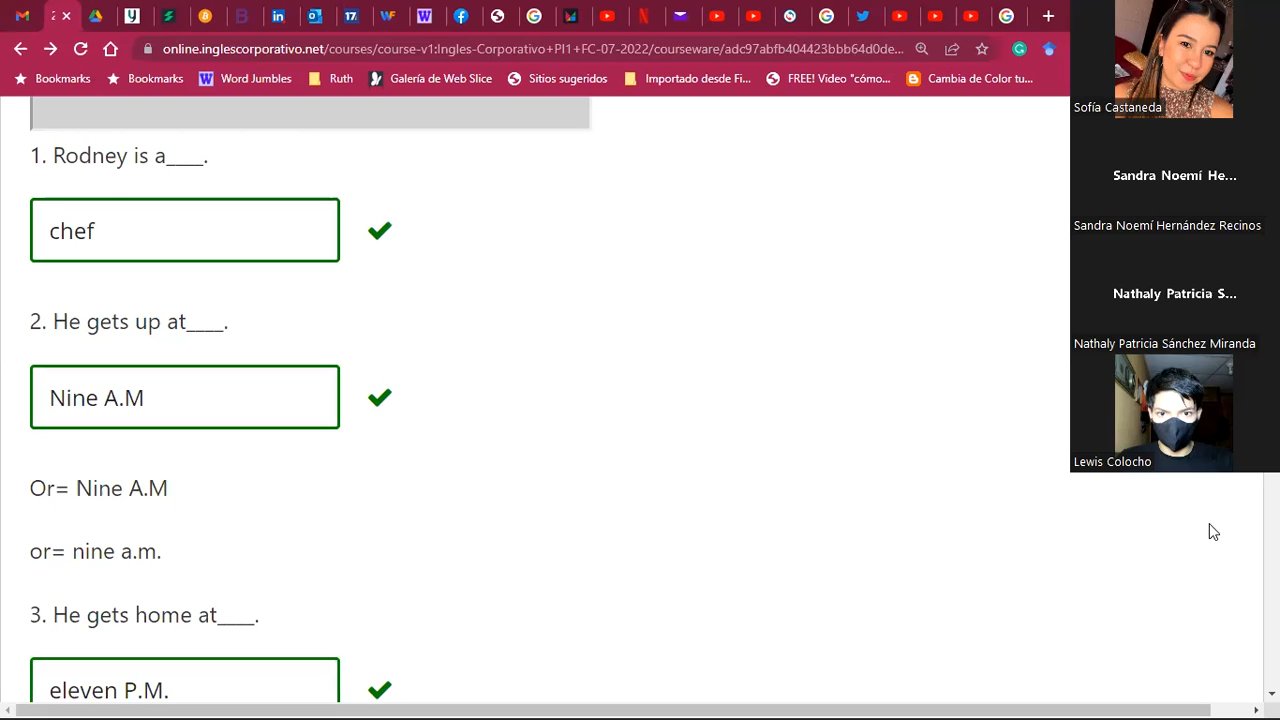 online.inglescorporativo.net/courses/course-v1:Ingles-Corporativo+PI1+FC-07-2022/courseware/adc97abfb404423bbb64d0de...
Bookmarks
Bookmarks
Word Jumbles
Ruth
Galería de Web Slice
Sitios sugeridos
Importado desde Fi...
FREE! Video "cómo...
Cambia de Color tu...
1. Rodney is a____.
chef
2. He gets up at____.
Nine A.M
Or= Nine A.M
or= nine a.m.
3. He gets home at____.
eleven P.M.
Sofía Castaneda
Sandra Noemí He...
Sandra Noemí Hernández Recinos
Nathaly Patricia S...
Nathaly Patricia Sánchez Miranda
Lewis Colocho